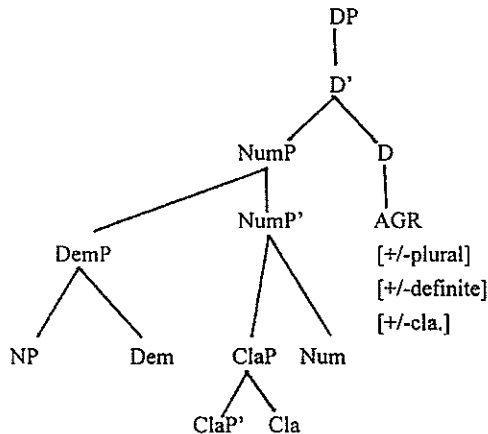 DP
D'
NumP D
NumP' AGR
DemP [+/-plural]
[+/-definite]
[+/-cla.]
NP Dem ClaP Num
ClaP' Cla